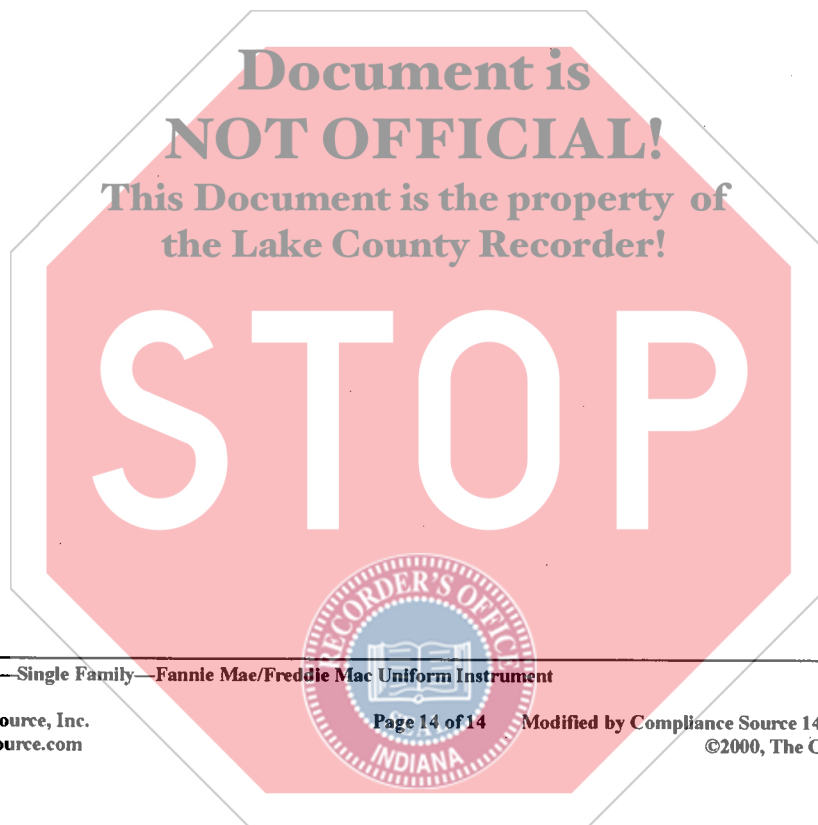 Document is
NOT OFFICIAL!
This Document is the property of
the Lake County Recorder!
STOP
RECORDER'S OFFICE
—Single Family—Fannie Mae/Freddie Mac Uniform Instrument
ource, Inc.
Page 14 of 14
Modified by Compliance Source 14
ource.com
©2000, The C
SEAL
INDIANA